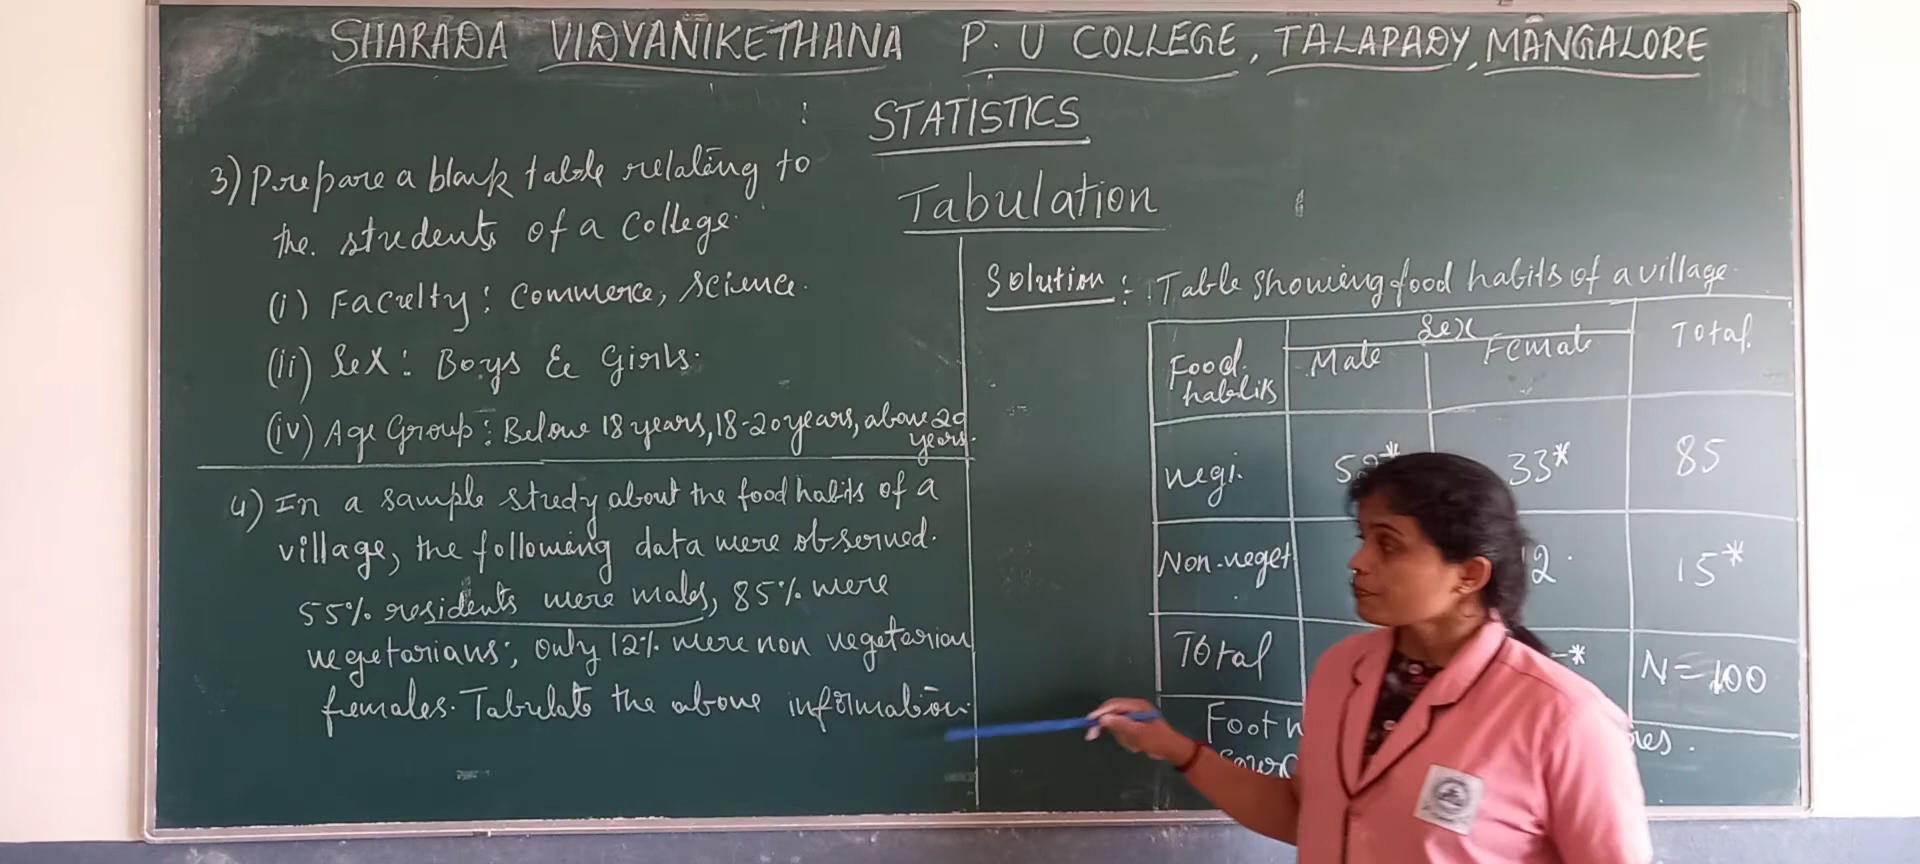 SHARADA VIDYANIKETHANA P.U COLLEGE, TALAPADY, MANGALORE
STATISTICS
Tabulation
3) Prepare a blank table relating to
the students of a College.
(i) Faculty: Commerce, Science.
(ii) Sex: Boys & Girls.
(iv) Age Group: Below 18 years, 18-20 years, above 20
years.
4) In a sample study about the food habits of a
village, the following data were observed.
55% residents were males, 85% were
vegetarians; only 12% were non vegetarian
females. Tabulate the above information.
Solution: Table showing food habits of a village.
Sex
Food habits Male Female Total
vegi. 33* 85
Non-veget 15*
Total N=100
Foot